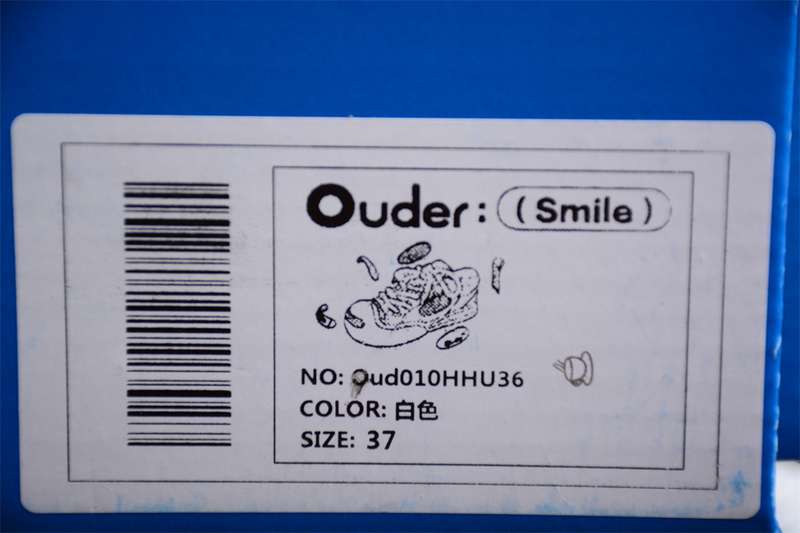 Ouder: (Smile)
NO: Oud010HHU36
COLOR: 白色
SIZE: 37